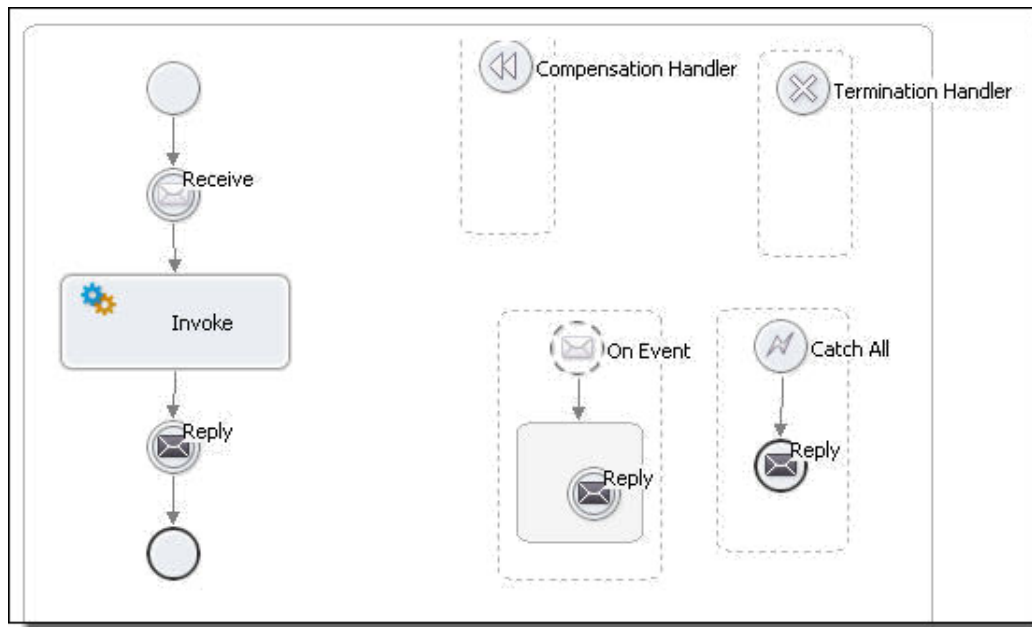 Compensation Handler
Termination Handler
Receive
Invoke
On Event
Catch All
Reply
Reply
Reply